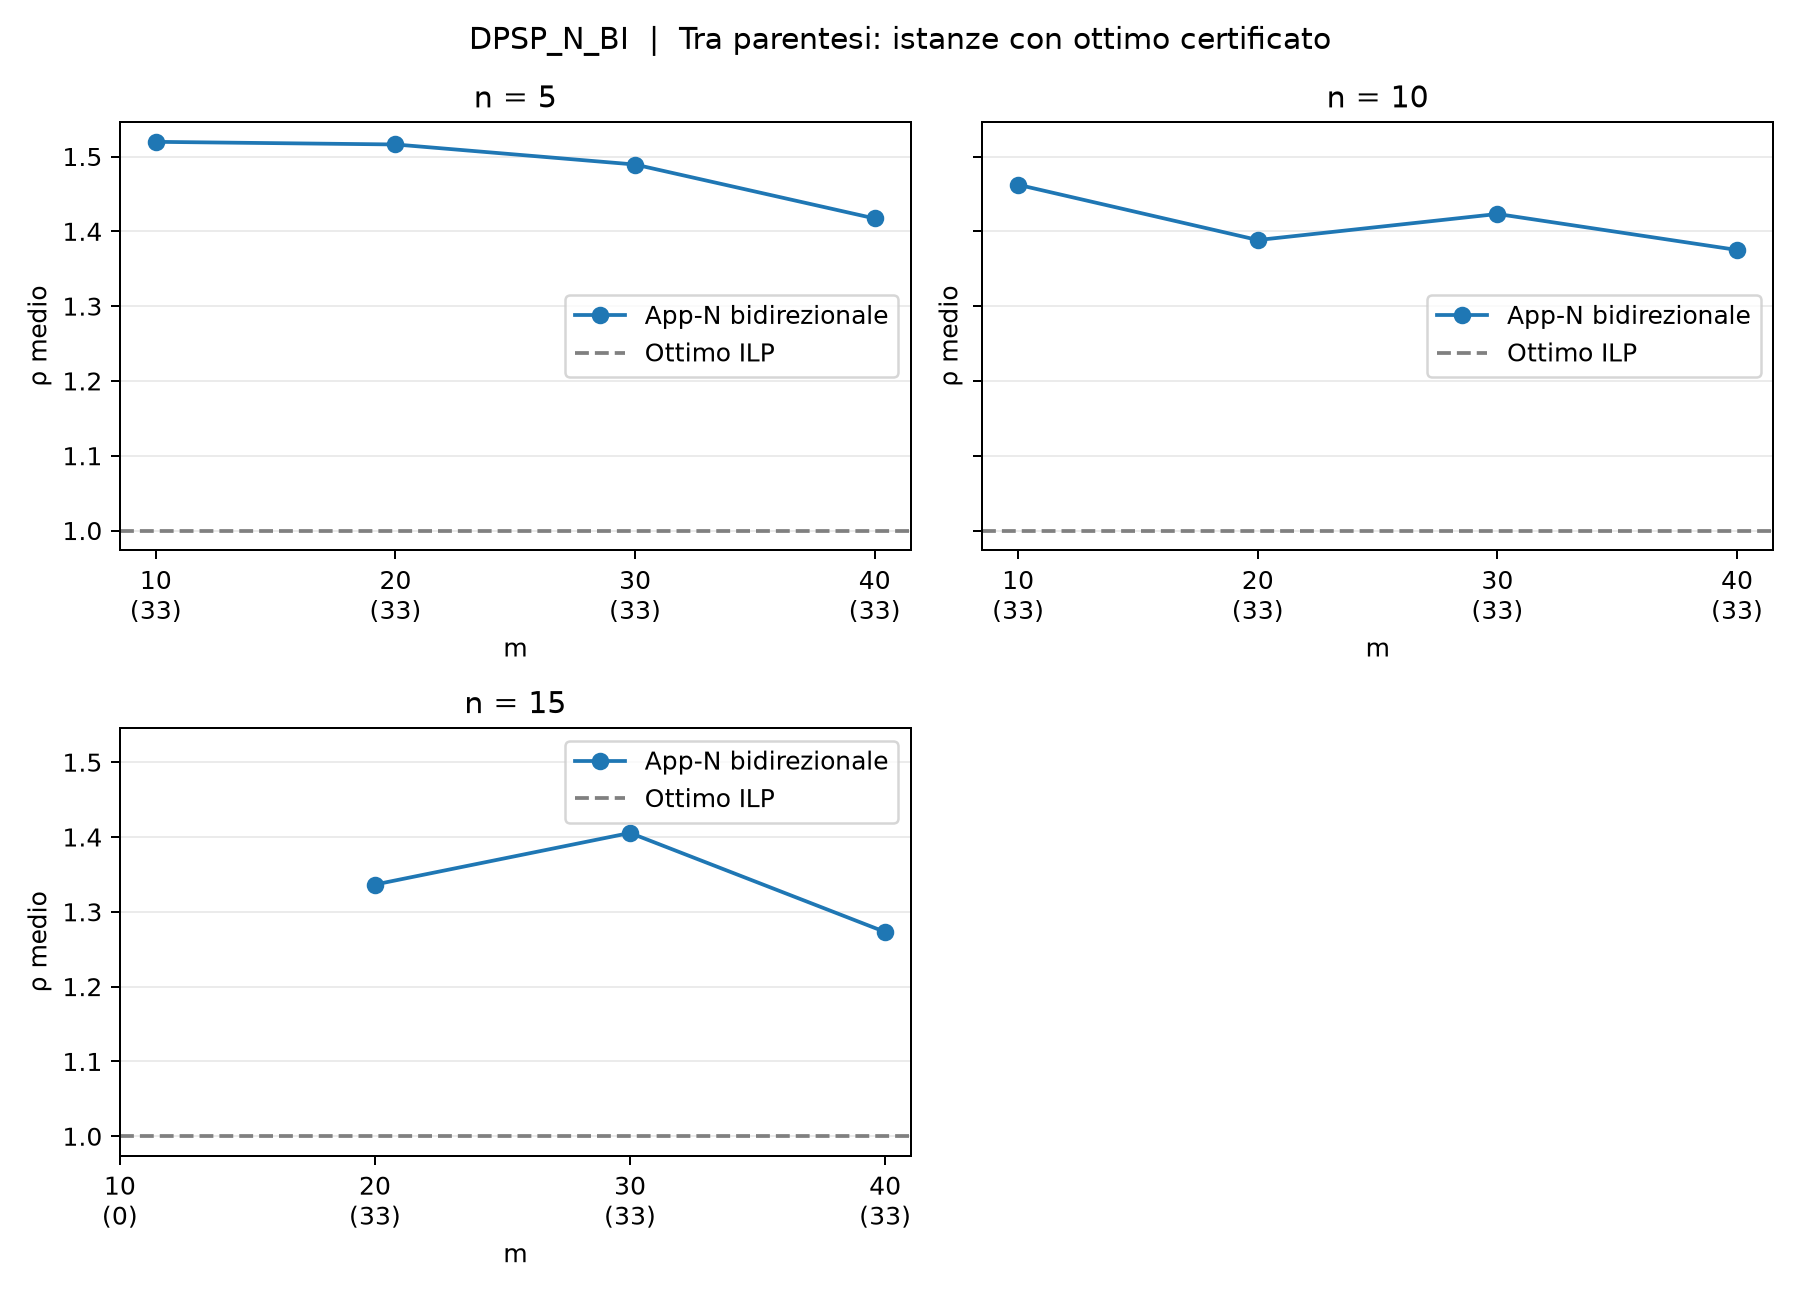 DPSP_N_BI | Tra parentesi: istanze con ottimo certificato
n = 5
ρ medio
1.5
1.4
1.3
1.2
1.1
1.0
App-N bidirezionale
Ottimo ILP
10 20 30 40
(33) (33) (33) (33)
m
n = 10
ρ medio
App-N bidirezionale
Ottimo ILP
10 20 30 40
(33) (33) (33) (33)
m
n = 15
ρ medio
1.5
1.4
1.3
1.2
1.1
1.0
App-N bidirezionale
Ottimo ILP
10 20 30 40
(0) (33) (33) (33)
m